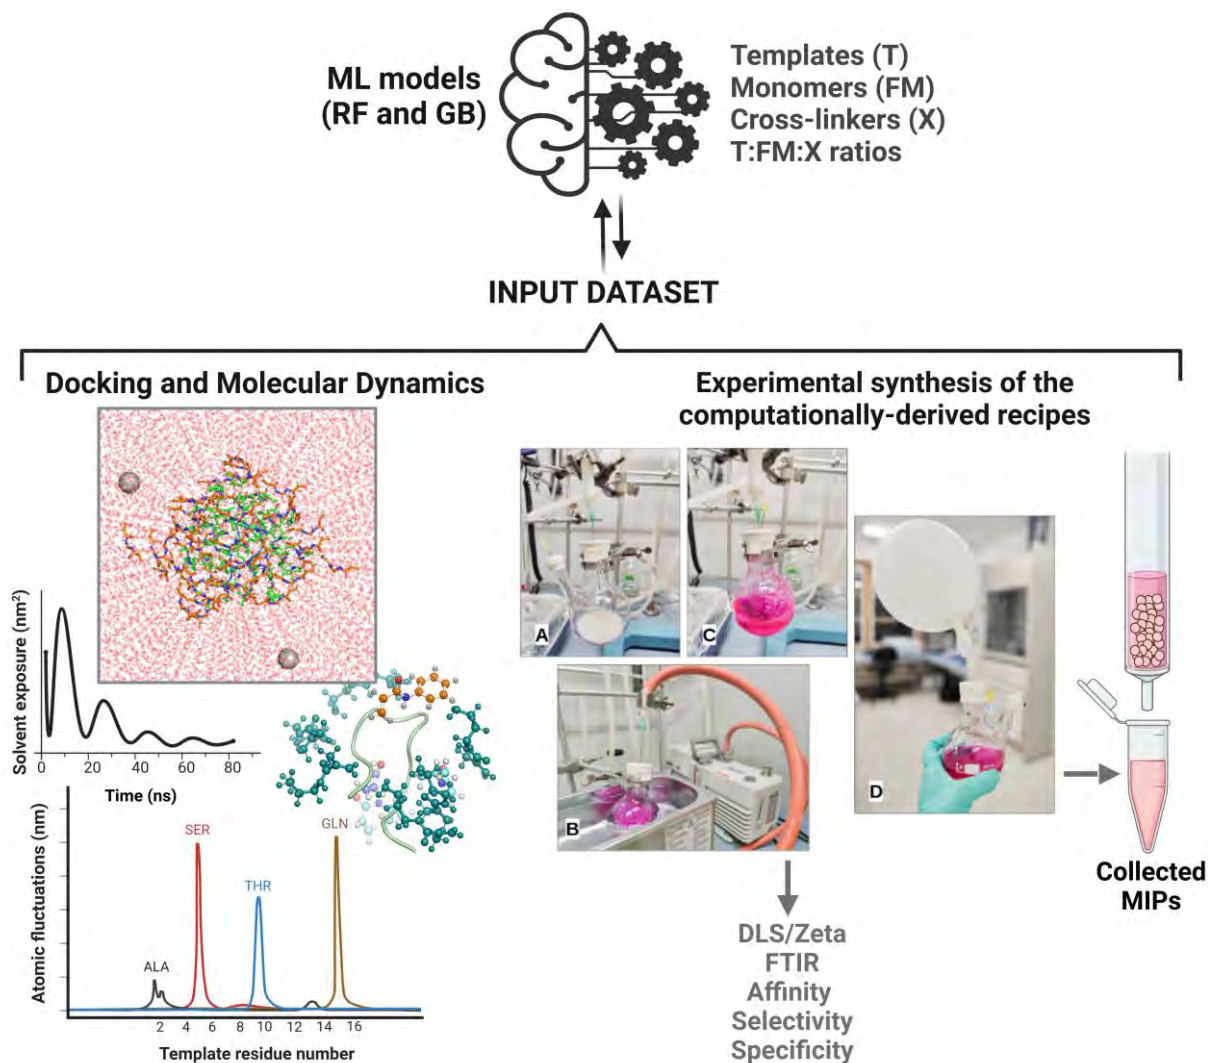 ML models
(RF and GB)
Templates (T)
Monomers (FM)
Cross-linkers (X)
T:FM:X ratios
INPUT DATASET
Docking and Molecular Dynamics
Solvent exposure (nm²)
0 20 40 60 80
Time (ns)
Atomic fluctuations (nm)
ALA
SER
THR
GLN
2 4 6 8 10 12 14 16
Template residue number
Experimental synthesis of the
computationally-derived recipes
A
C
B
D
DLS/Zeta
FTIR
Affinity
Selectivity
Specificity
Collected
MIPs